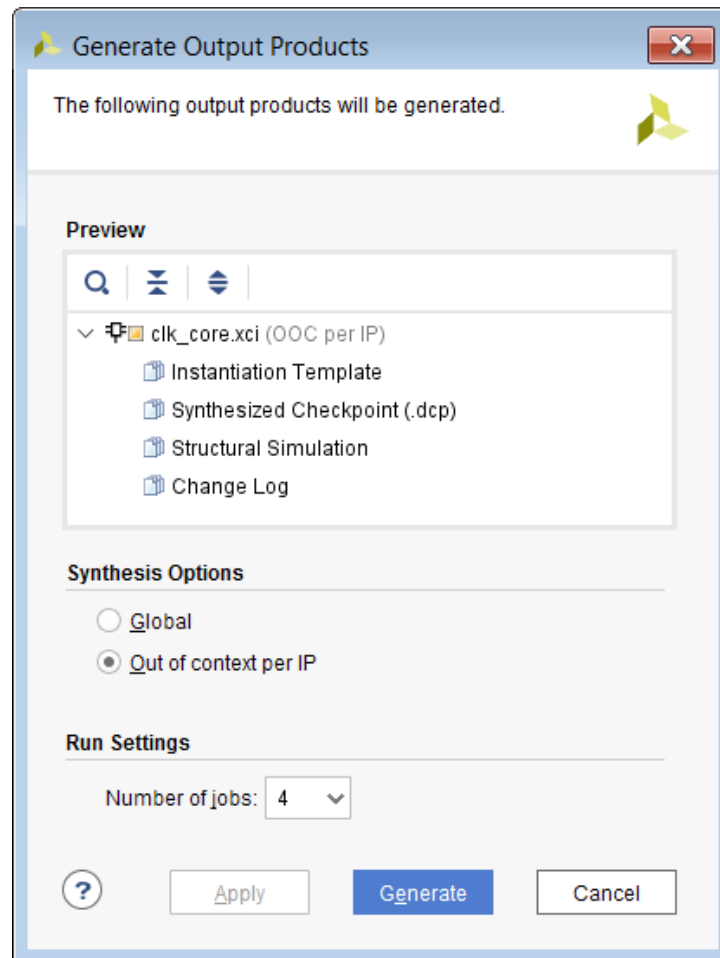 Generate Output Products
The following output products will be generated.
Preview
clk_core.xci (OOC per IP)
Instantiation Template
Synthesized Checkpoint (.dcp)
Structural Simulation
Change Log
Synthesis Options
Global
Out of context per IP
Run Settings
Number of jobs: 4
? Apply Generate Cancel